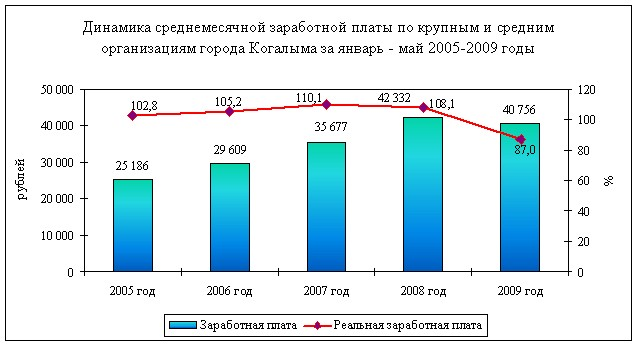 Динамика среднемесячной заработной платы по крупным и средним
организациям города Когалыма за январь - май 2005-2009 годы
рублей
50 000
40 000
30 000
20 000
10 000
0
102,8
105,2
110,1
42 332
108,1
40 756
87,0
35 677
29 609
25 186
120
100
80
60
40
20
0
%
2005 год
2006 год
2007 год
2008 год
2009 год
Заработная плата
Реальная заработная плата